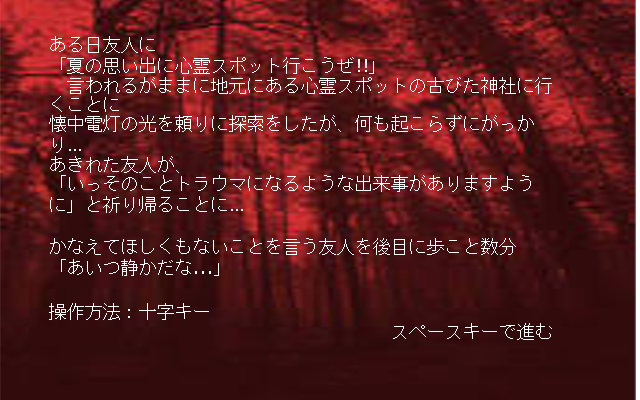 ある日友人に
「夏の思い出に心霊スポット行こうぜ!!」
　言われるがままに地元にある心霊スポットの古びた神社に行
くことに
懐中電灯の光を頼りに探索をしたが、何も起こらずにがっか
り...
あきれた友人が、
「いっそのことトラウマになるような出来事がありますよう
に」と祈り帰ることに...
かなえてほしくもないことを言う友人を後目に歩こと数分
「あいつ静かだな...」
操作方法：十字キー
スペースキーで進む